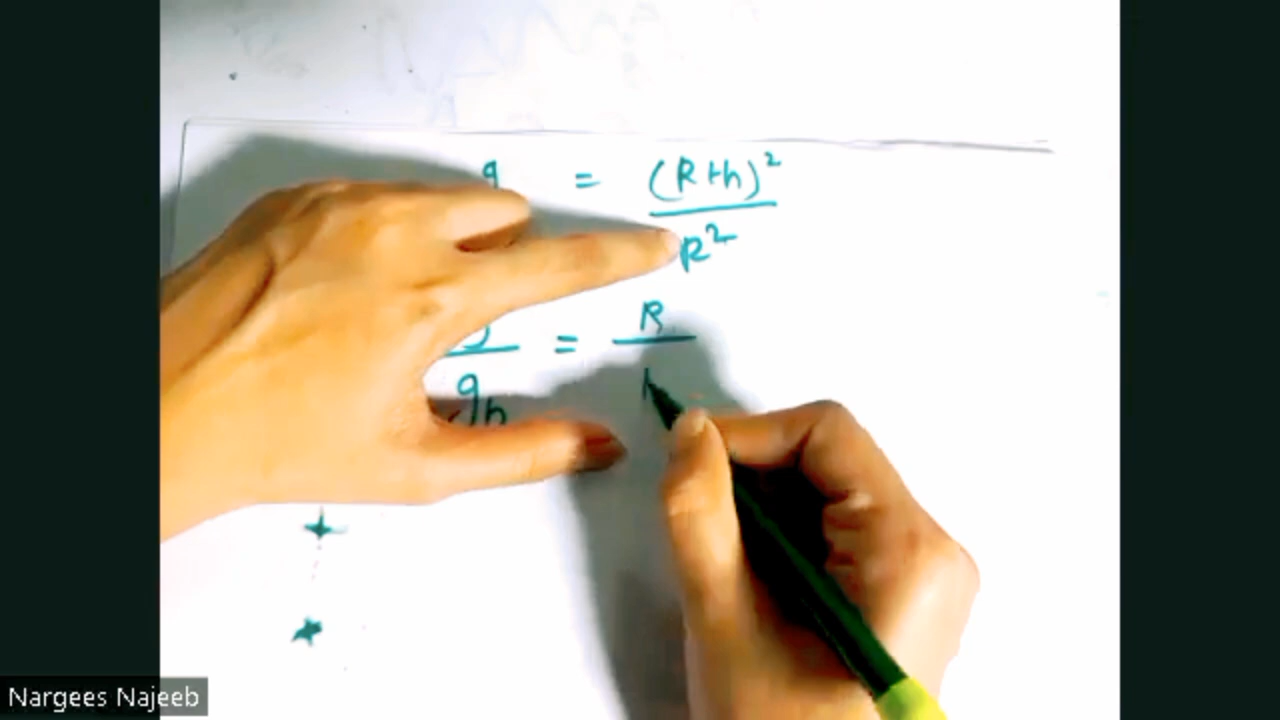 g = (R+h)²
R²
g = R
gh
Nargees Najeeb